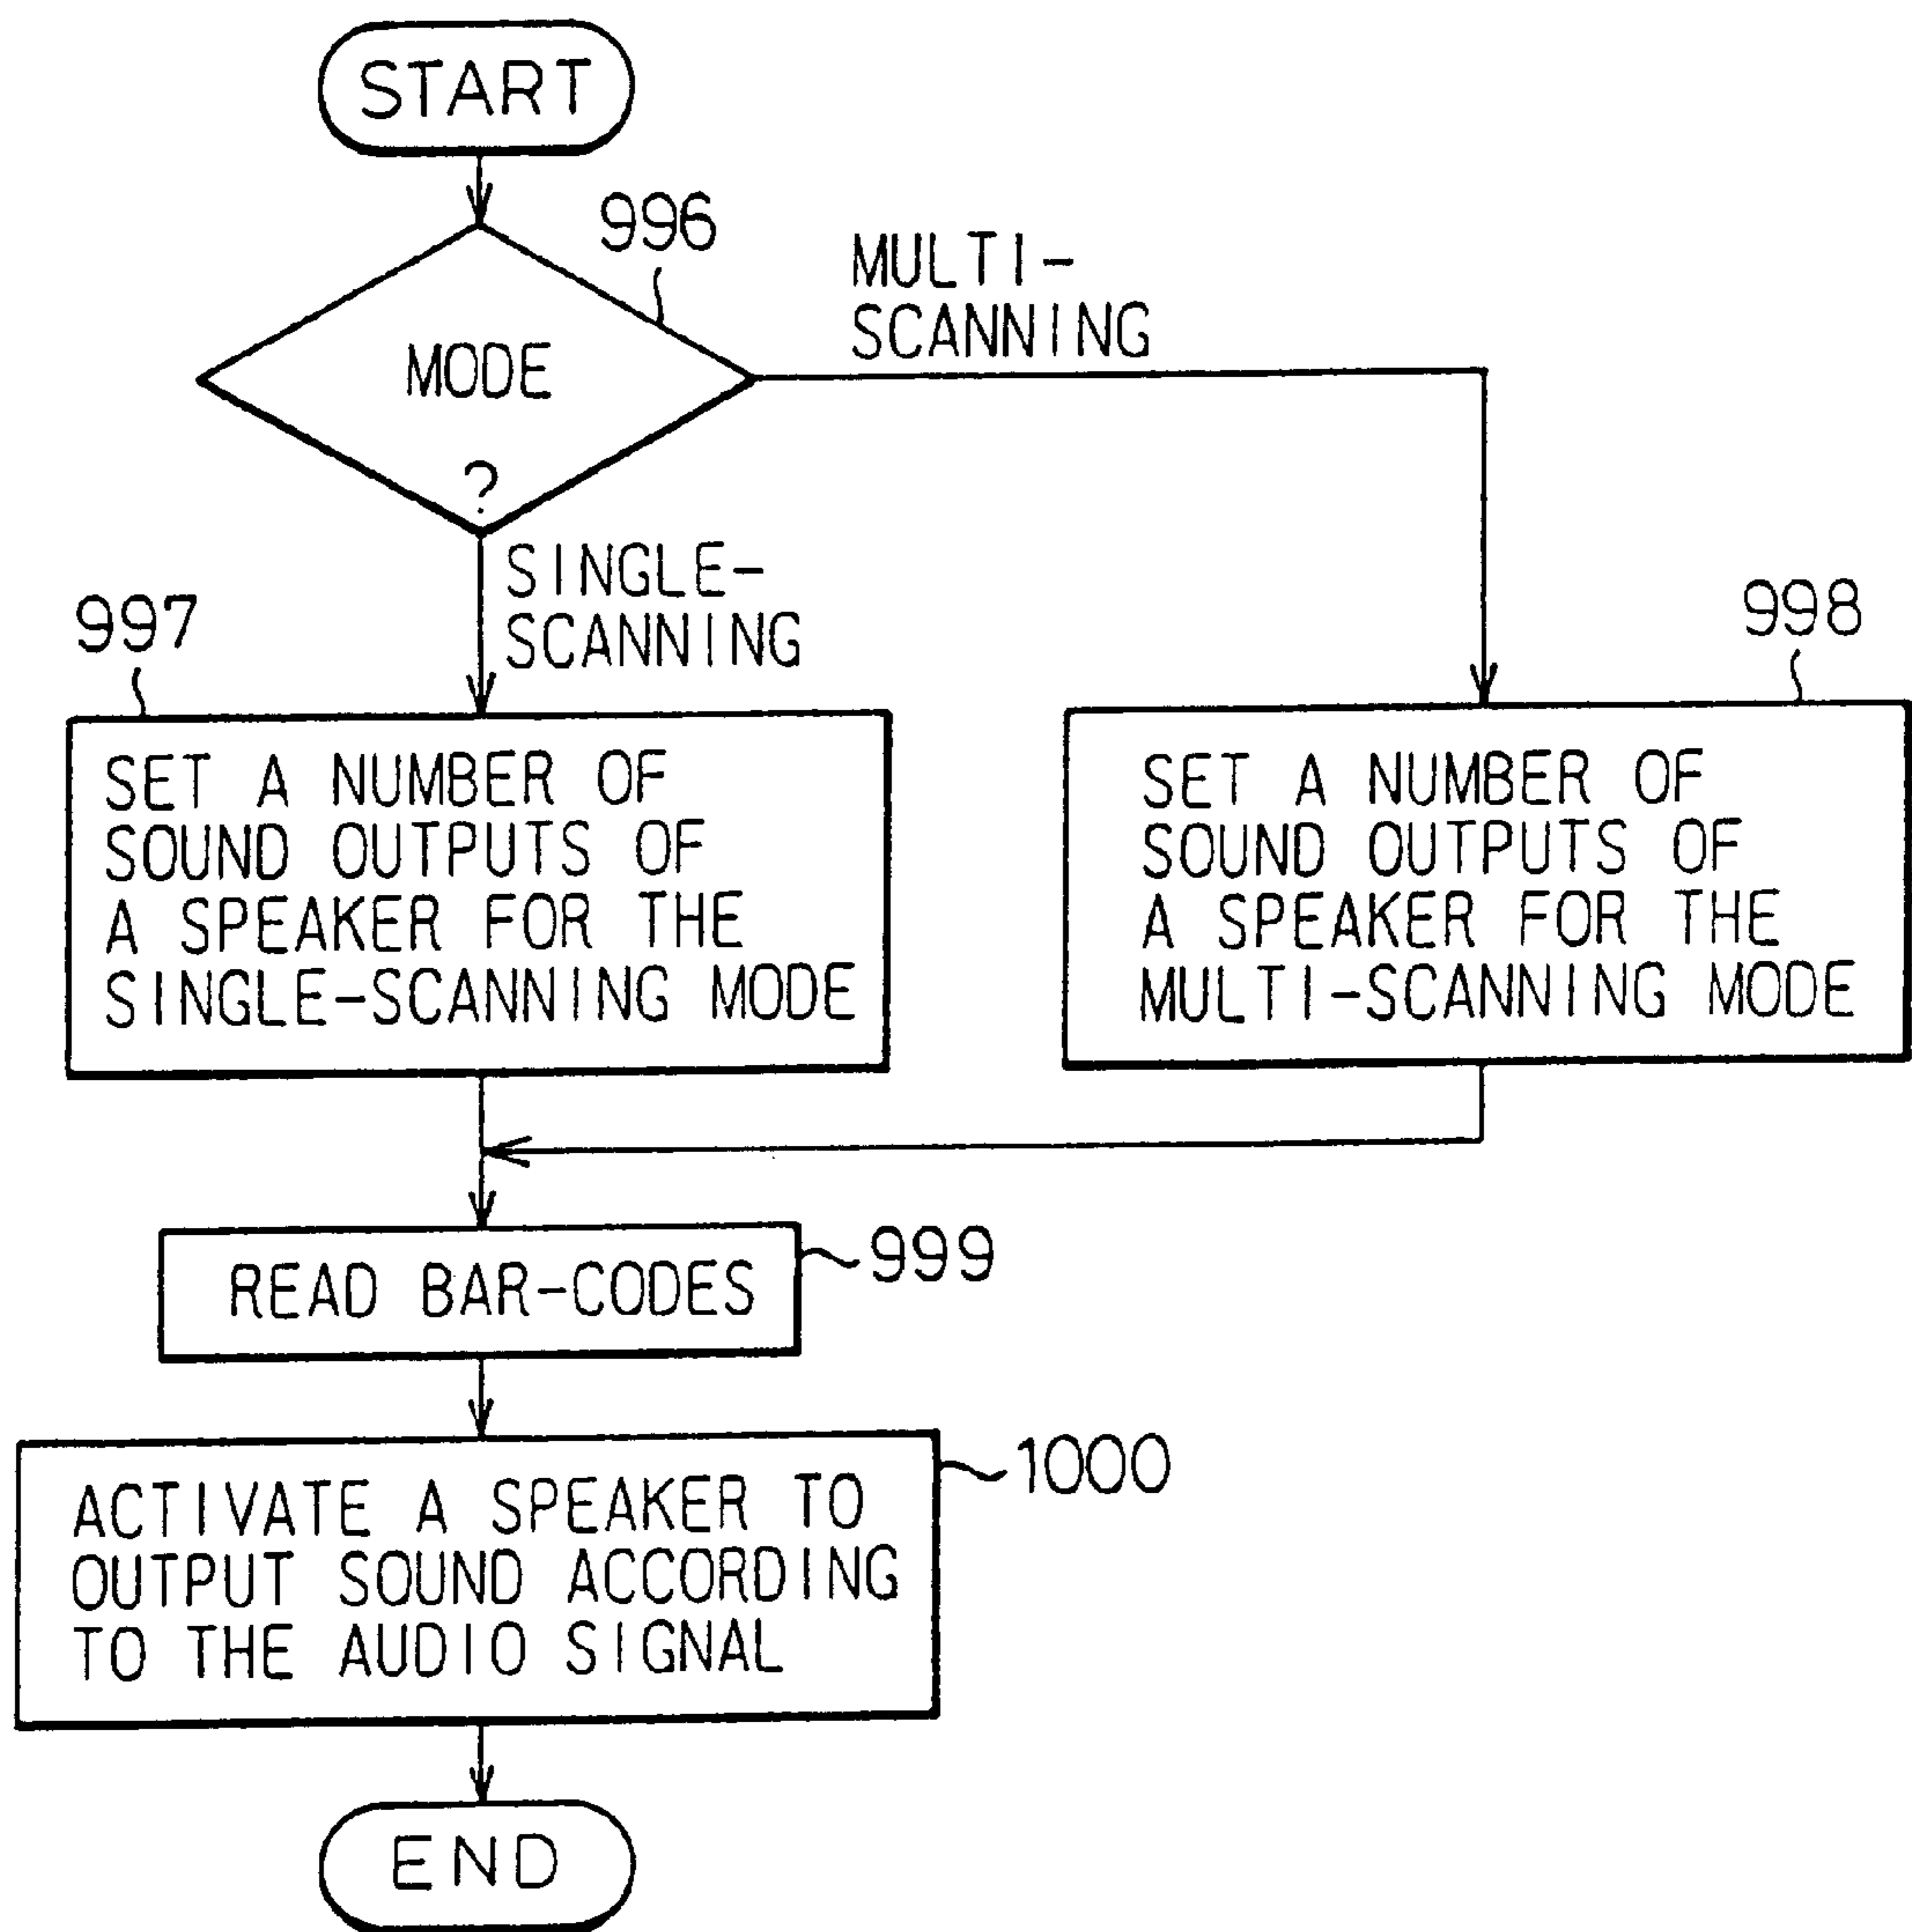 START
996
MULTI-
SCANNING
MODE
?
SINGLE-
SCANNING
997
998
SET A NUMBER OF
SOUND OUTPUTS OF
A SPEAKER FOR THE
SINGLE-SCANNING MODE
SET A NUMBER OF
SOUND OUTPUTS OF
A SPEAKER FOR THE
MULTI-SCANNING MODE
READ BAR-CODES
999
ACTIVATE A SPEAKER TO
OUTPUT SOUND ACCORDING
TO THE AUDIO SIGNAL
1000
END